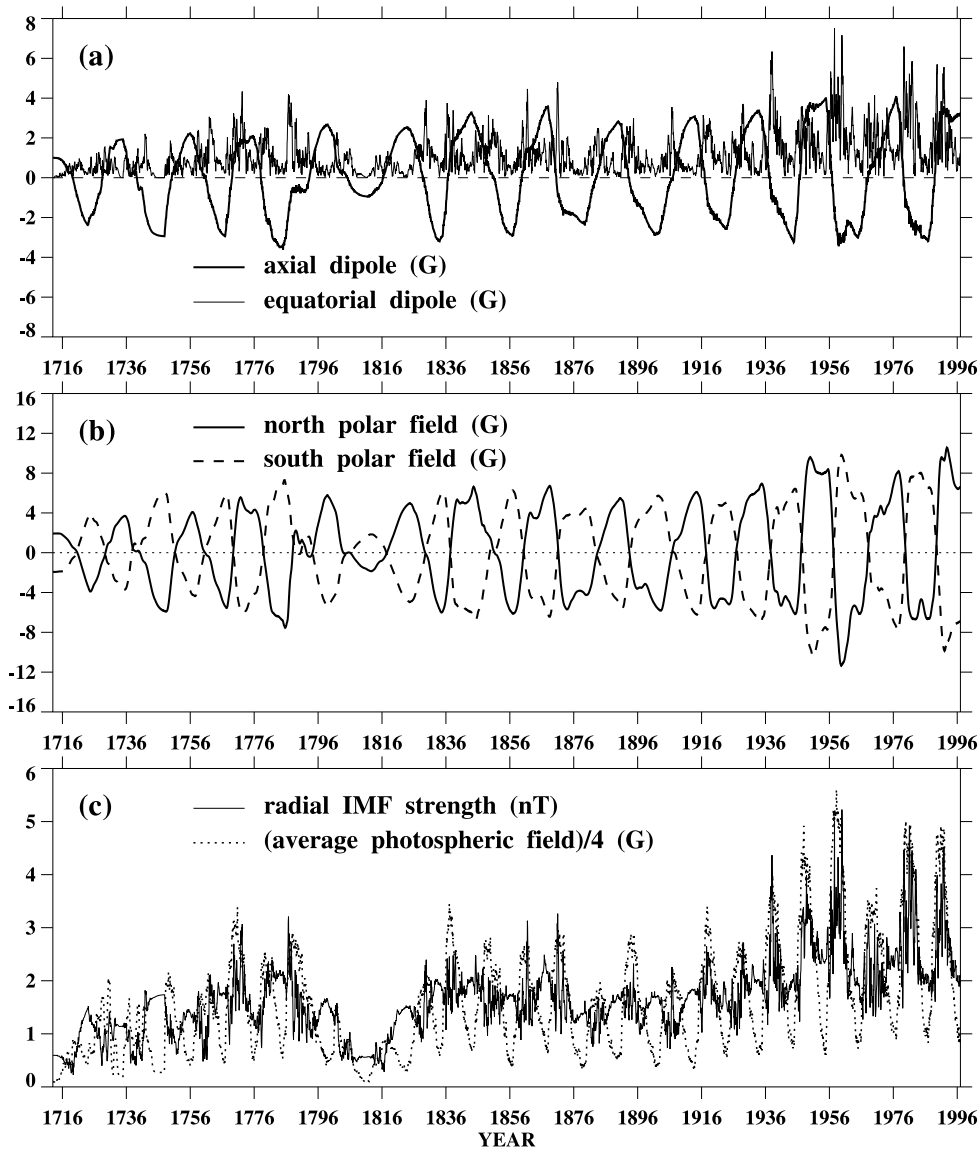 8
(a)
6
4
2
0
-2
-4
axial dipole (G)
-6
equatorial dipole (G)
-8
1716 1736 1756 1776 1796 1816 1836 1856 1876 1896 1916 1936 1956 1976 1996
16
(b)
12
north polar field (G)
south polar field (G)
8
4
0
-4
-8
-12
-16
1716 1736 1756 1776 1796 1816 1836 1856 1876 1896 1916 1936 1956 1976 1996
6
(c)
radial IMF strength (nT)
5
(average photospheric field)/4 (G)
4
3
2
1
0
1716 1736 1756 1776 1796 1816 1836 1856 1876 1896 1916 1936 1956 1976 1996
YEAR